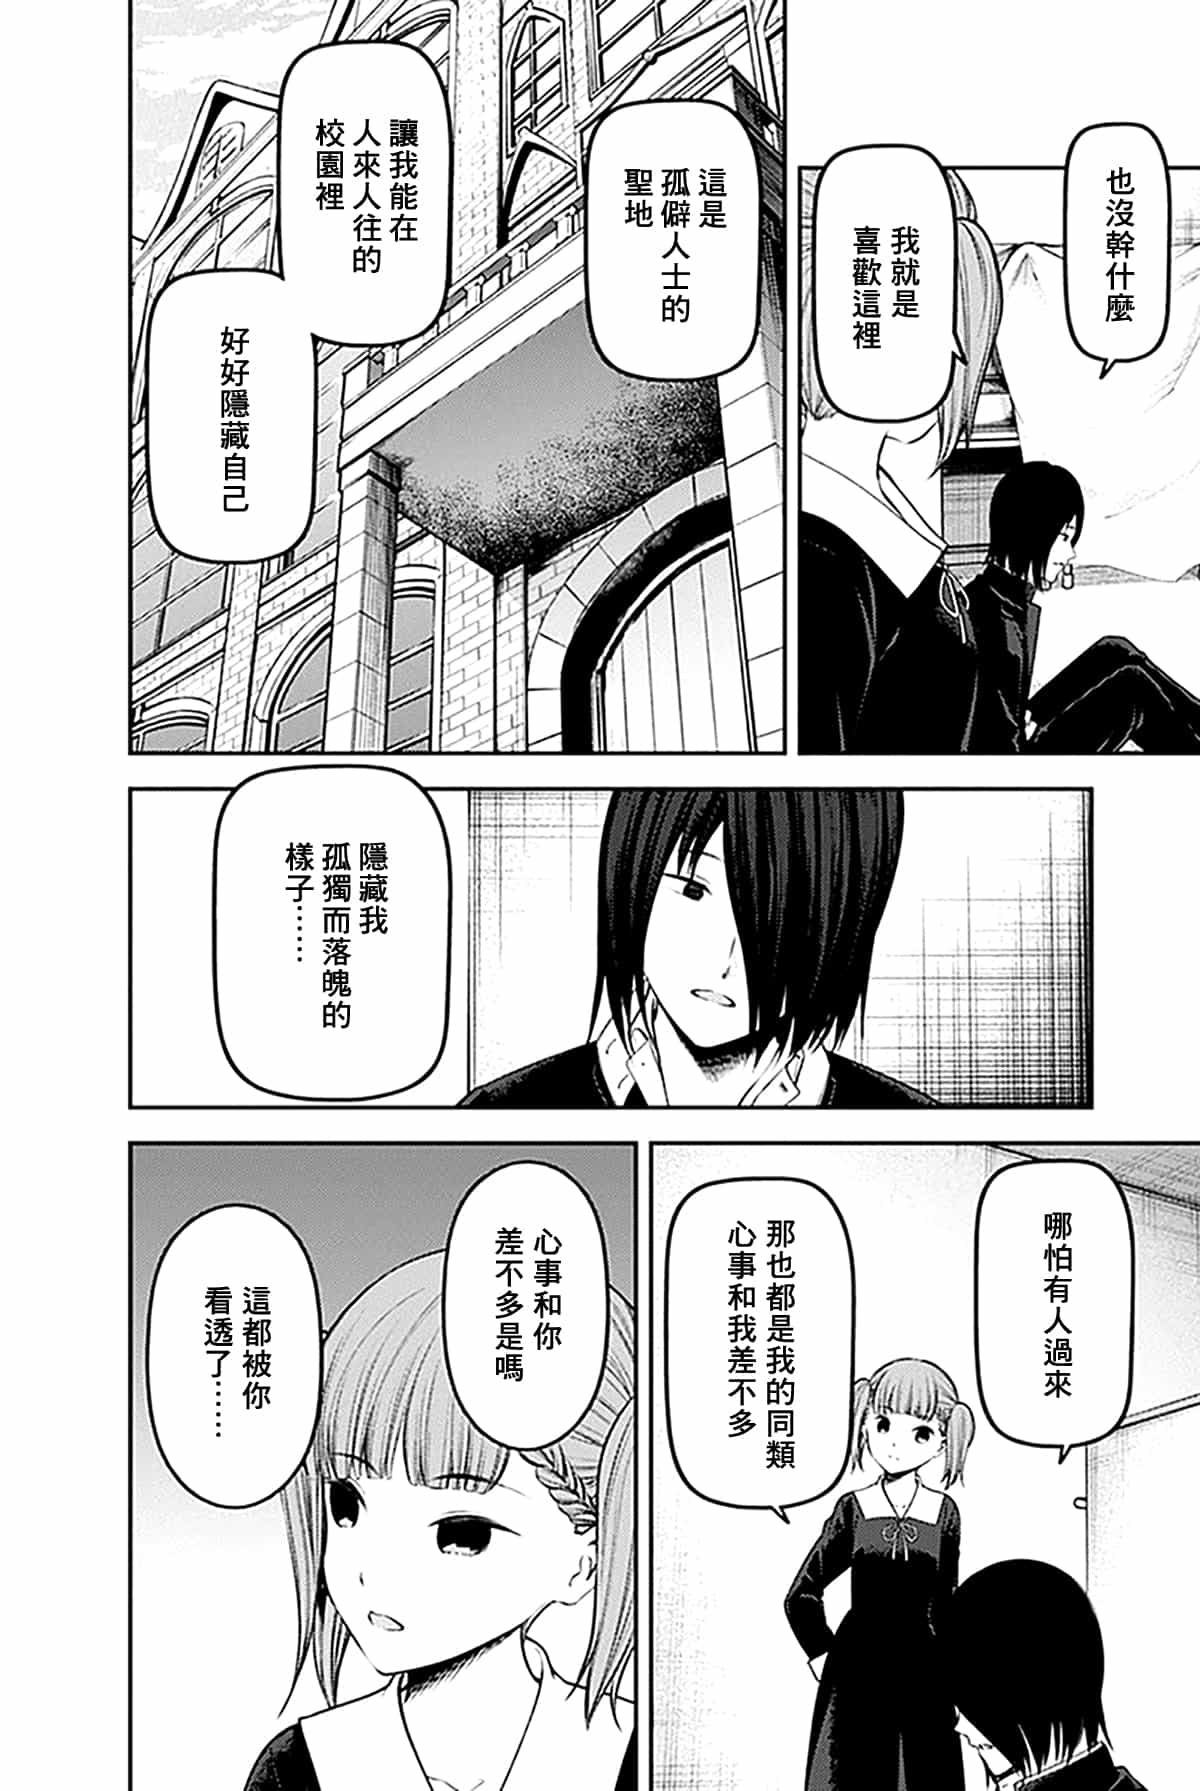 也沒幹什麼
我就是
喜歡這裡
這是
孤僻人士的
聖地
讓我能在
人來人往的
校園裡
好好隱藏自己
隱藏我
孤獨而落魄的
樣子……
哪怕有人過來
那也都是我的同類
心事和我差不多
心事和你
差不多是嗎
這都被你
看透了……